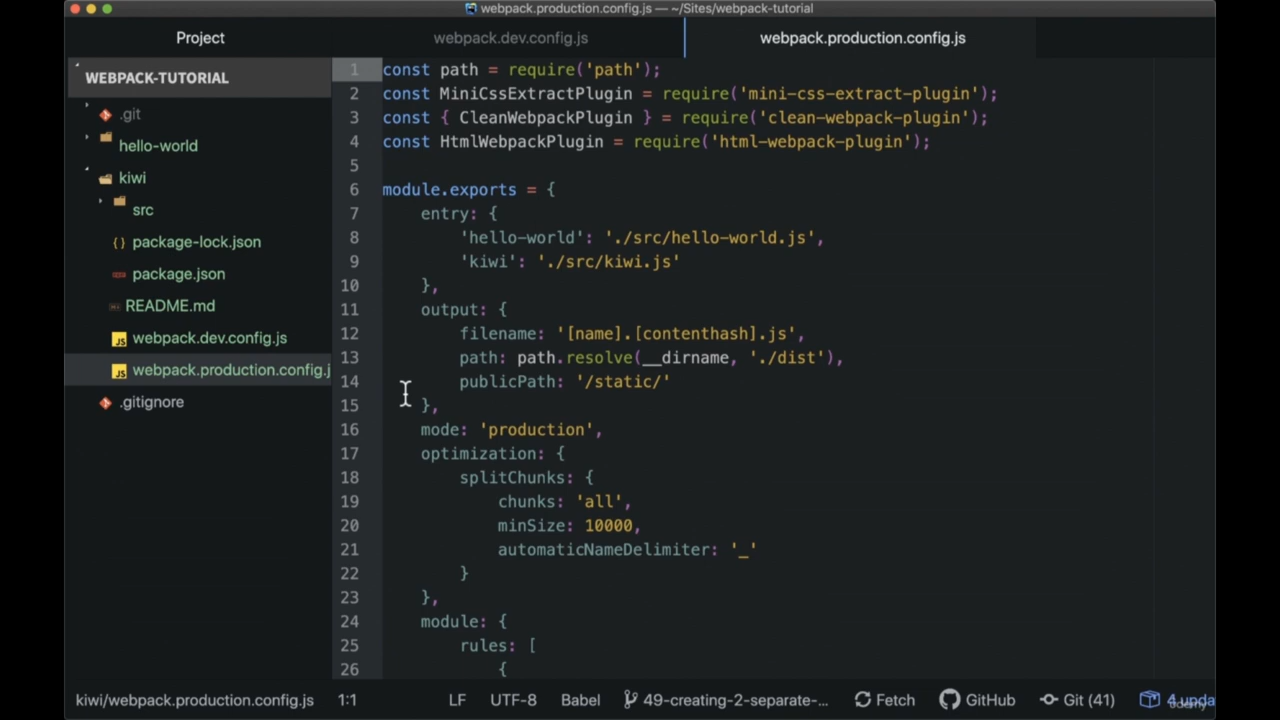 webpack.production.config.js — ~/Sites/webpack-tutorial
Project
webpack.dev.config.js
webpack.production.config.js
WEBPACK-TUTORIAL
.git
hello-world
kiwi
src
package-lock.json
package.json
README.md
webpack.dev.config.js
webpack.production.config.j
.gitignore
1 const path = require('path');
2 const MiniCssExtractPlugin = require('mini-css-extract-plugin');
3 const { CleanWebpackPlugin } = require('clean-webpack-plugin');
4 const HtmlWebpackPlugin = require('html-webpack-plugin');
5
6 module.exports = {
7 entry: {
8 'hello-world': './src/hello-world.js',
9 'kiwi': './src/kiwi.js'
10 },
11 output: {
12 filename: '[name].[contenthash].js',
13 path: path.resolve(__dirname, './dist'),
14 publicPath: '/static/'
15 },
16 mode: 'production',
17 optimization: {
18 splitChunks: {
19 chunks: 'all',
20 minSize: 10000,
21 automaticNameDelimiter: '_'
22 }
23 },
24 module: {
25 rules: [
26 {
kiwi/webpack.production.config.js 1:1 LF UTF-8 Babel 49-creating-2-separate-... Fetch GitHub Git (41) 4 upda